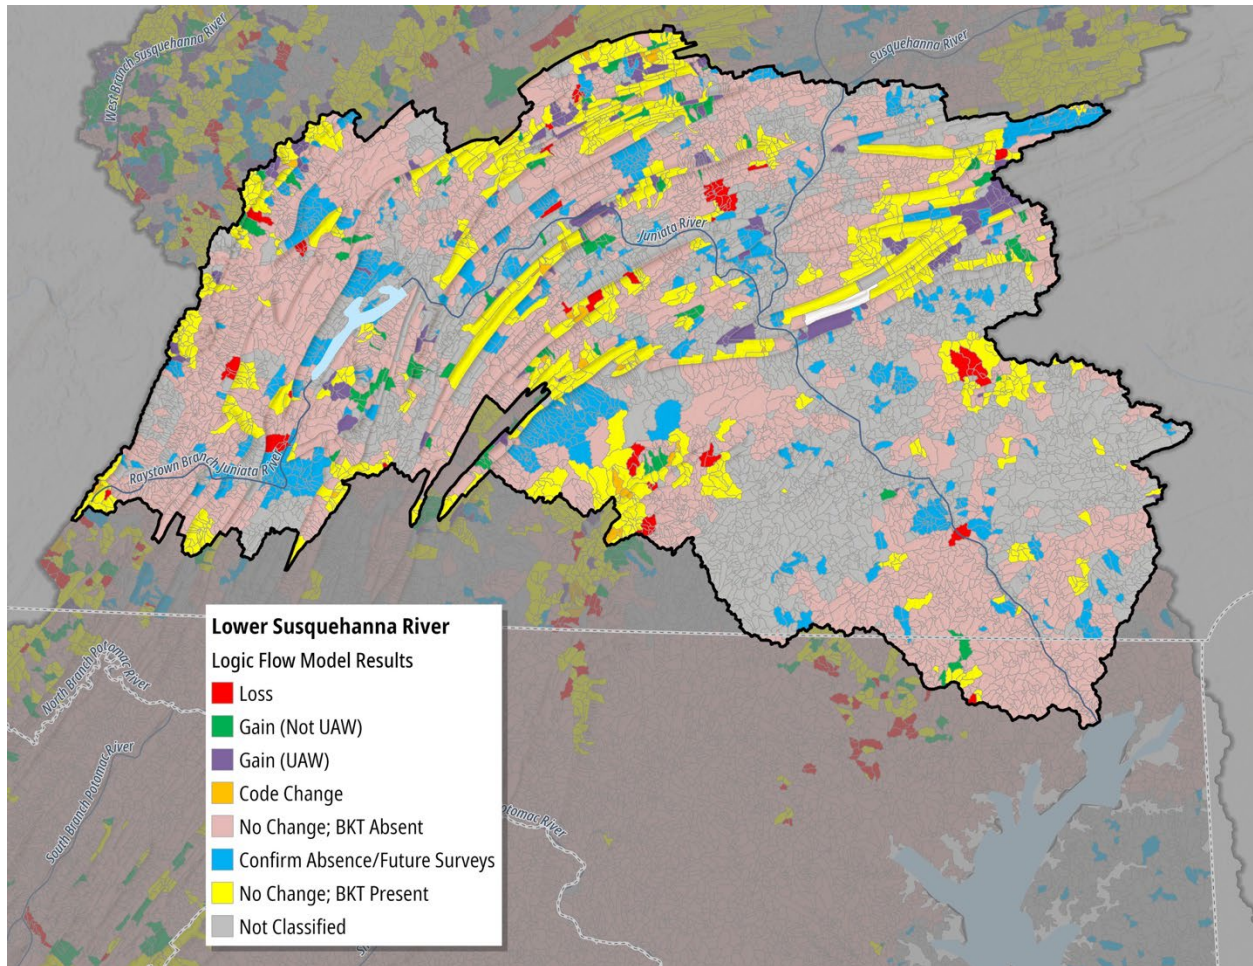 West Branch Susquehanna River
Susquehanna River
Juniata River
Raystown Branch Juniata River
North Branch Potomac River
South Branch Potomac River
Potomac River
Lower Susquehanna River
Logic Flow Model Results
Loss
Gain (Not UAW)
Gain (UAW)
Code Change
No Change; BKT Absent
Confirm Absence/Future Surveys
No Change; BKT Present
Not Classified